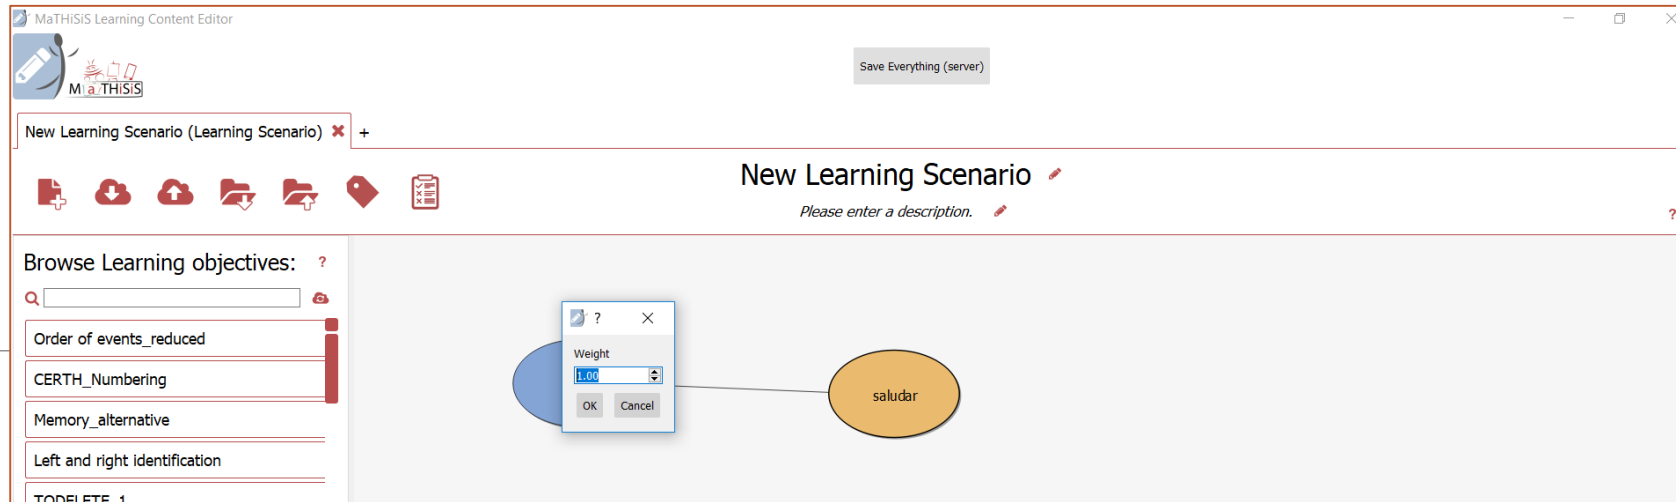 MaTHiSiS Learning Content Editor
MaTHiSiS
Save Everything (server)
New Learning Scenario (Learning Scenario) +
New Learning Scenario
Please enter a description.
?
Browse Learning objectives: ?
Order of events_reduced
CERTH_Numbering
Memory_alternative
Left and right identification
TODELETE_1
?
Weight
1.00
OK Cancel
saludar